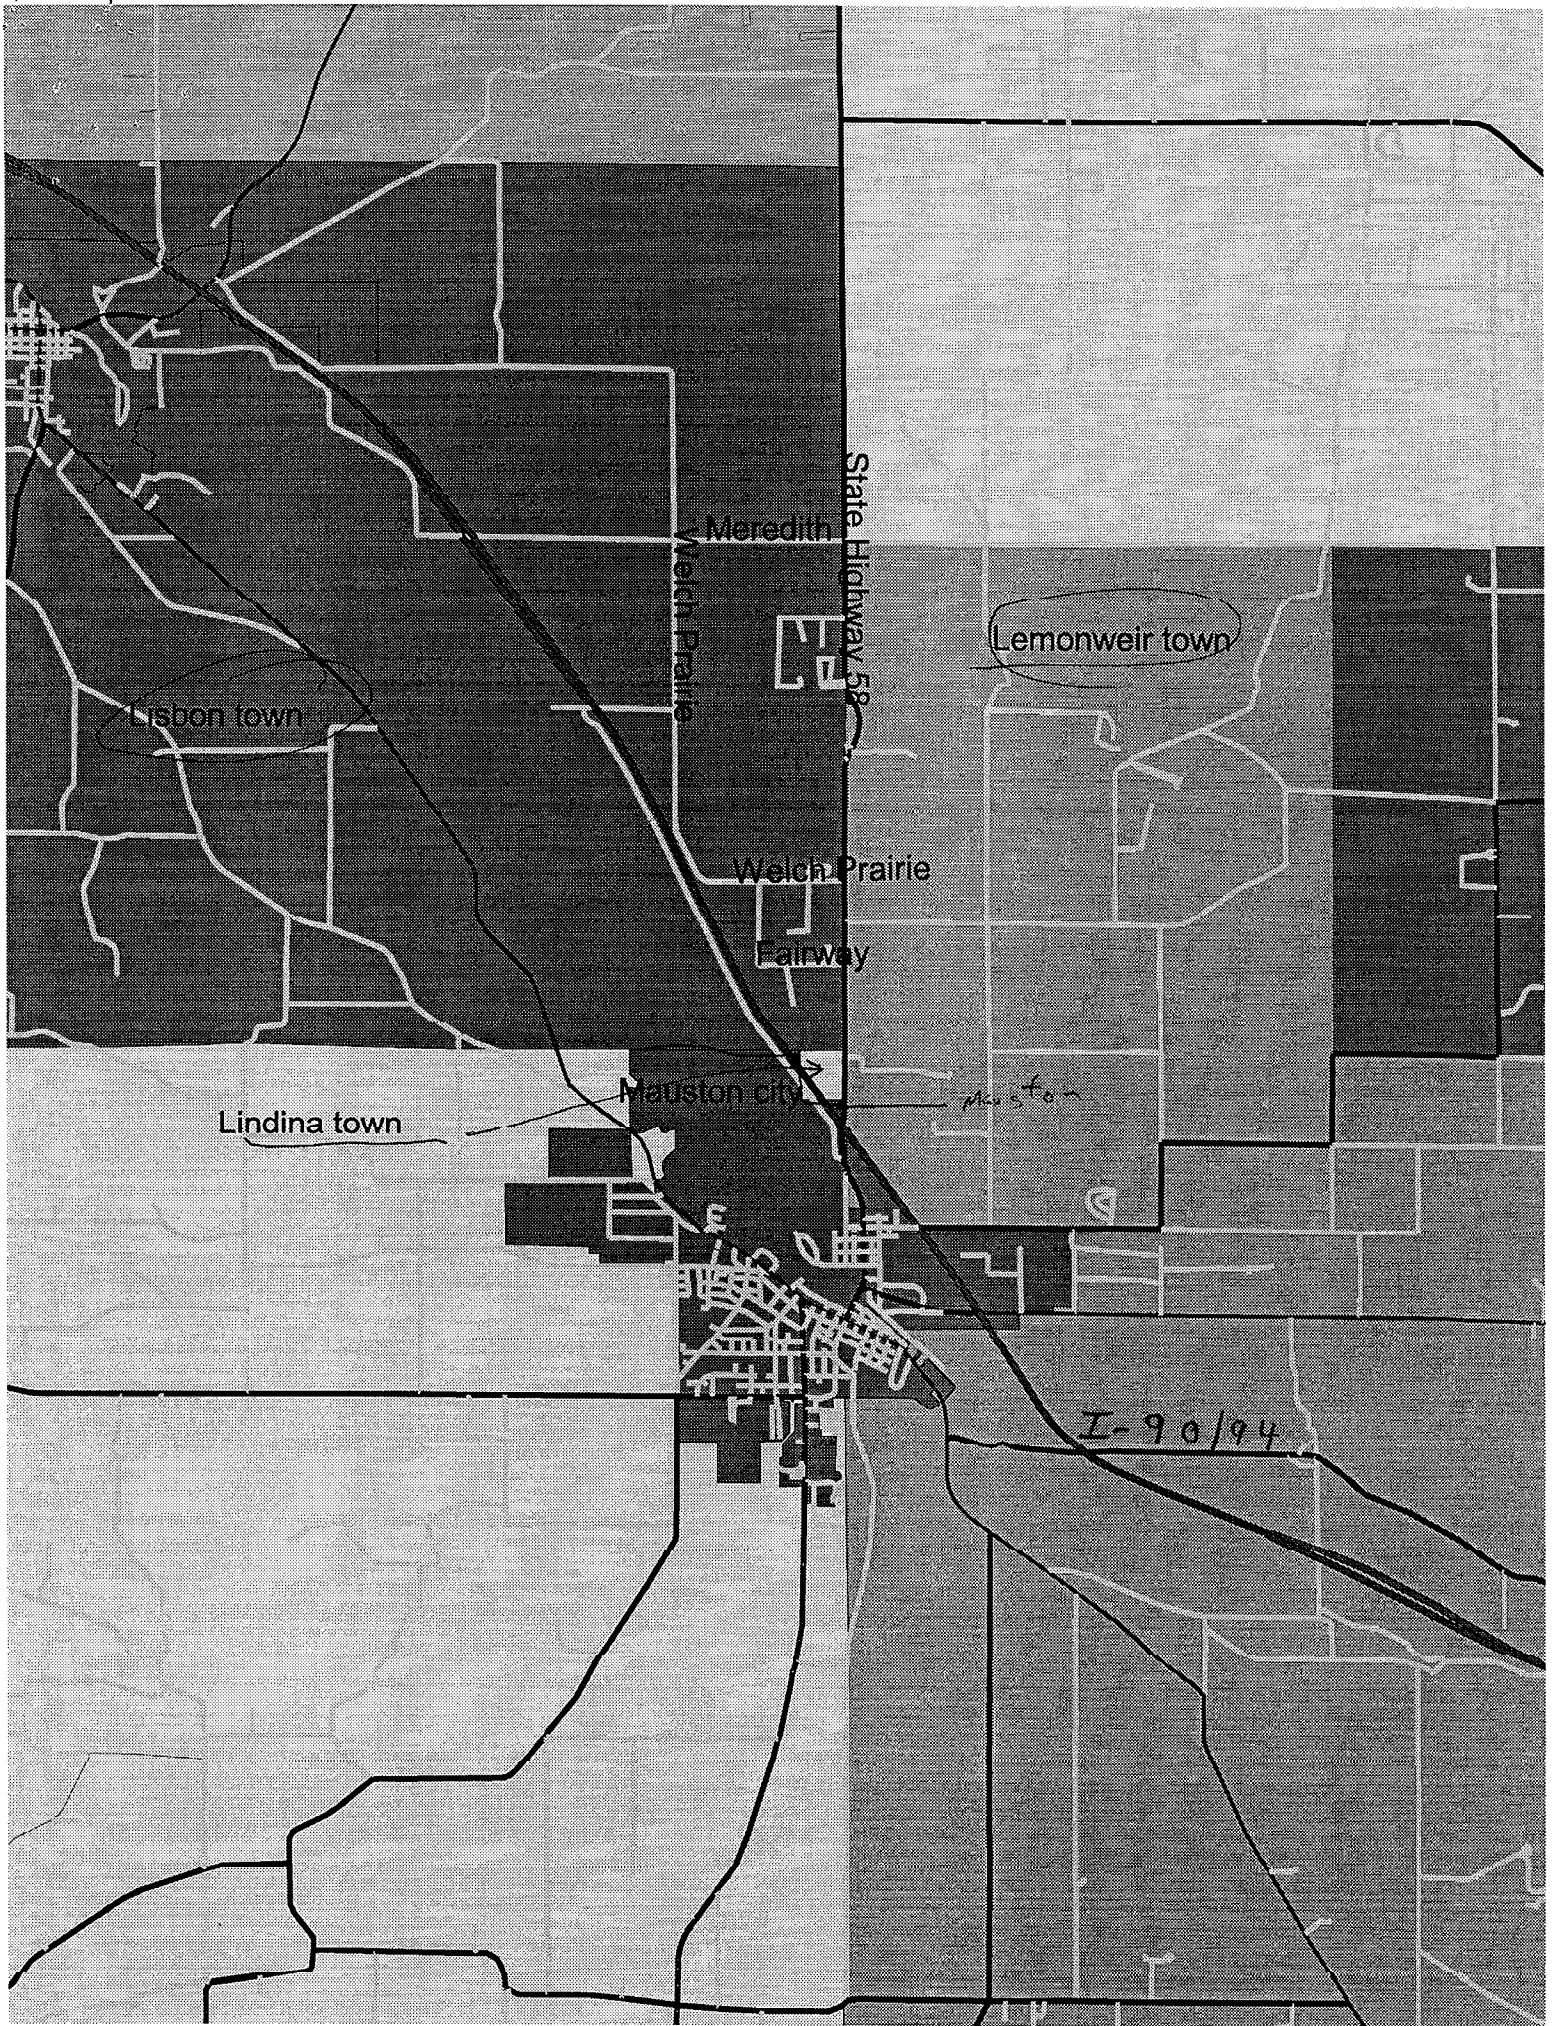 State Highway 58
Meredith
Welch Prairie
Lemonweir town
Lisbon town
Welch Prairie
Fairway
Mauston city
Mauston
Lindina town
I-90/94